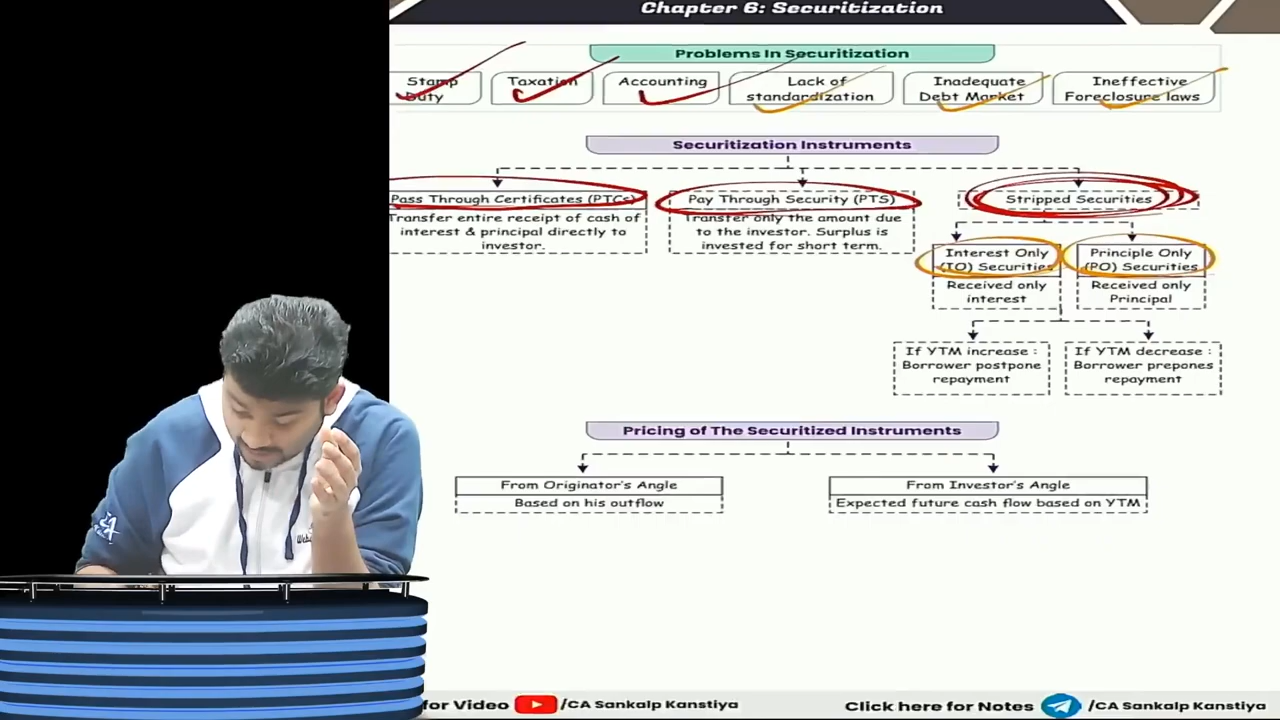 Chapter 6: Securitization
Problems In Securitization
Stamp
Duty
Taxation
Accounting
Lack of
standardization
Inadequate
Debt Market
Ineffective
Foreclosure laws
Securitization Instruments
Pass Through Certificates (PTCs)
Transfer entire receipt of cash of
interest & principal directly to
investor.
Pay Through Security (PTS)
Transfer only the amount due
to the investor. Surplus is
invested for short term.
Stripped Securities
Interest Only
(IO) Securities
Received only
interest
Principle Only
(PO) Securities
Received only
Principal
If YTM increase :
Borrower postpone
repayment
If YTM decrease :
Borrower prepones
repayment
Pricing of The Securitized Instruments
From Originator's Angle
Based on his outflow
From Investor's Angle
Expected future cash flow based on YTM
for Video /CA Sankalp Kanstiya
Click here for Notes /CA Sankalp Kanstiya